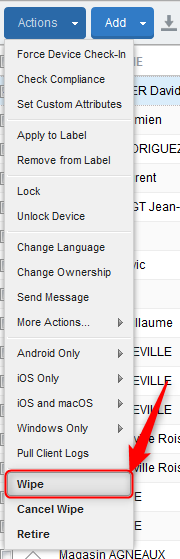 Actions
Add
Force Device Check-In
Check Compliance
Set Custom Attributes
Apply to Label
Remove from Label
Lock
Unlock Device
Change Language
Change Ownership
Send Message
More Actions...
Android Only
iOS Only
iOS and macOS
Windows Only
Pull Client Logs
Wipe
Cancel Wipe
Retire
ER David
mien
ORIGUEZ
rent
GT Jean-
vic
llaume
EVILLE
EVILLE
EVILLE
ville Rois
ville Rois
Magasin AGNEAUX